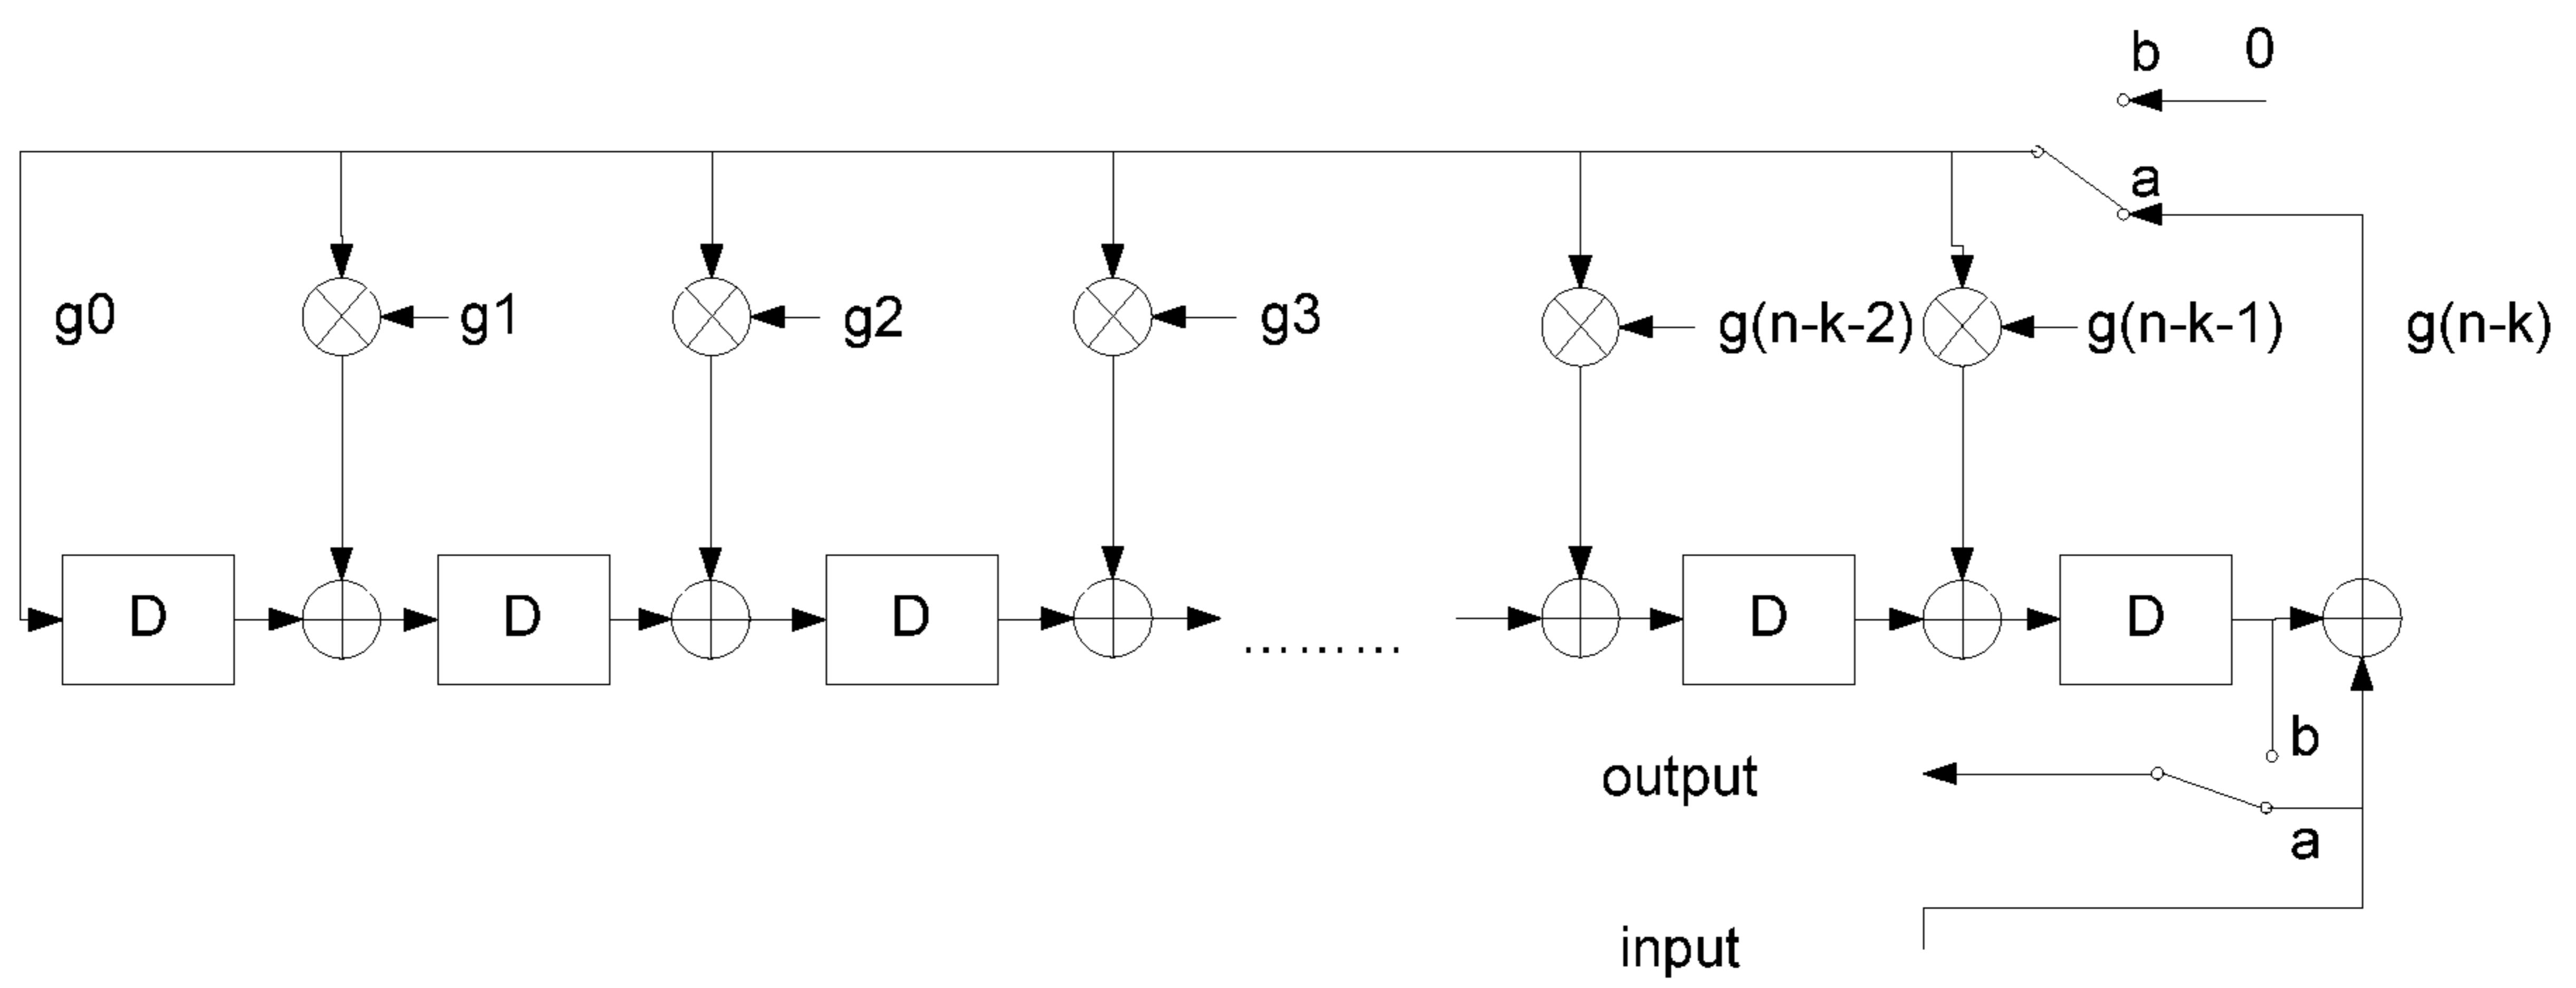 b 0
a
g0 g1 g2 g3 g(n-k-2) g(n-k-1) g(n-k)
D D D D D
.........
b
output
a
input